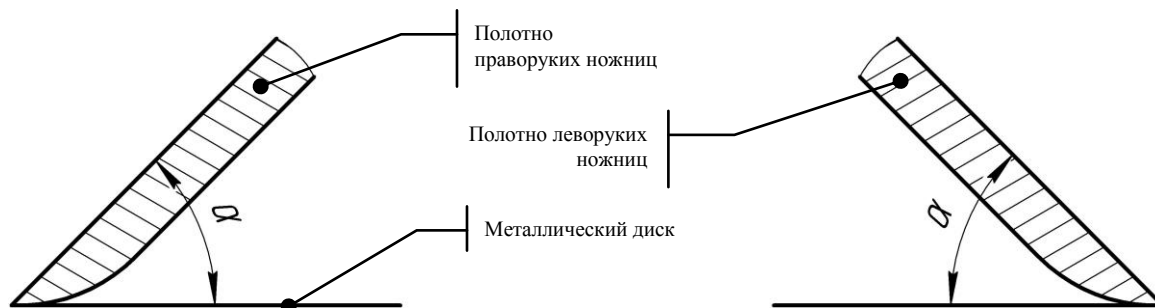 Полотно
праворуких ножниц
Полотно леворуких
ножниц
Металлический диск
α
α